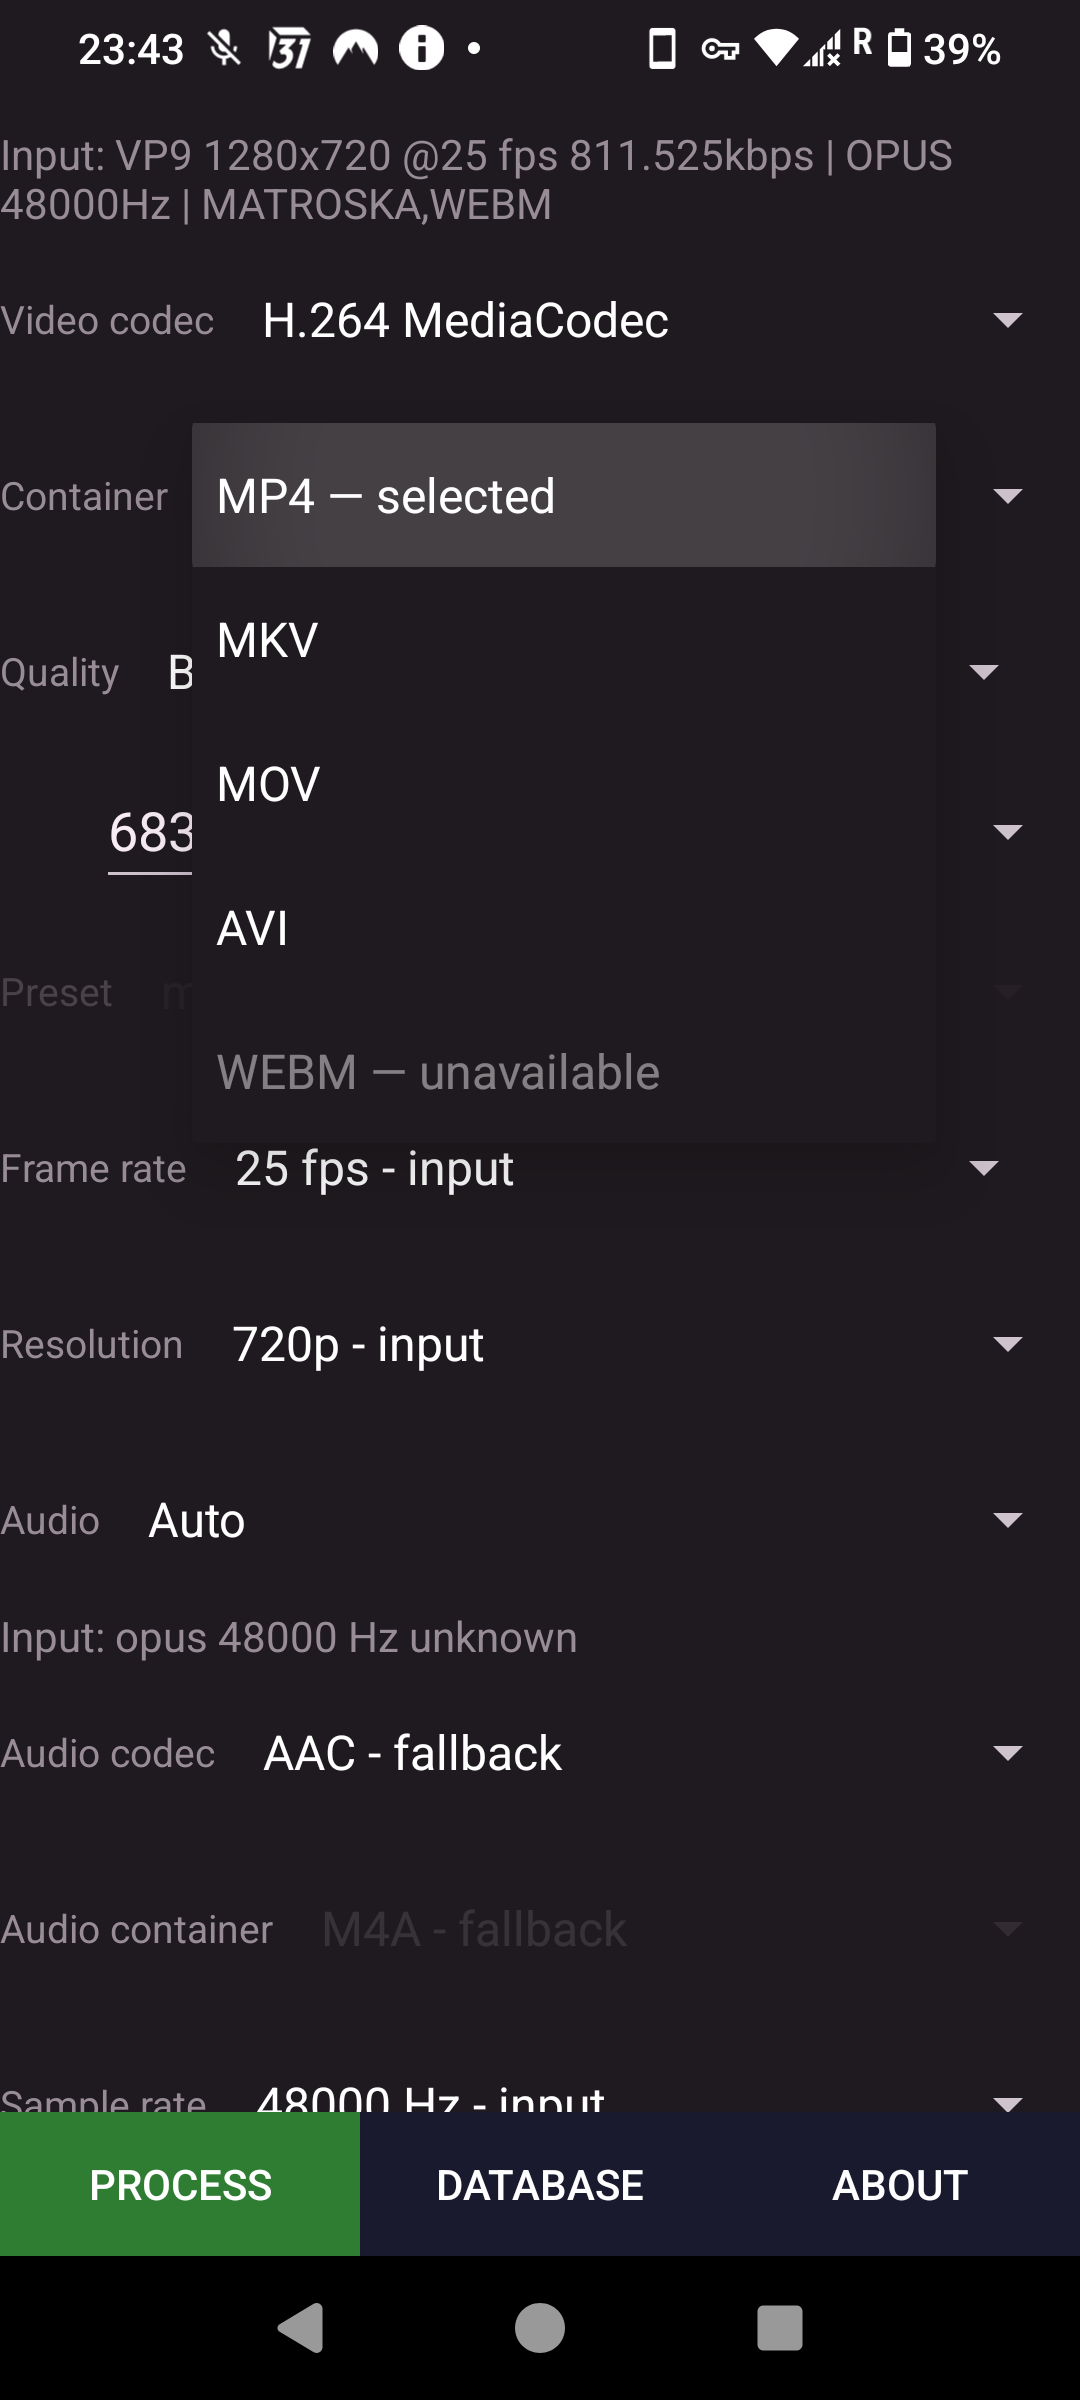 23:43 31 R 39%
Input: VP9 1280x720 @25 fps 811.525kbps | OPUS
48000Hz | MATROSKA,WEBM
Video codec H.264 MediaCodec
Container MP4 — selected
MKV
Quality B
MOV
683
AVI
Preset m
WEBM — unavailable
Frame rate 25 fps - input
Resolution 720p - input
Audio Auto
Input: opus 48000 Hz unknown
Audio codec AAC - fallback
Audio container M4A - fallback
Sample rate 48000 Hz - input
PROCESS DATABASE ABOUT